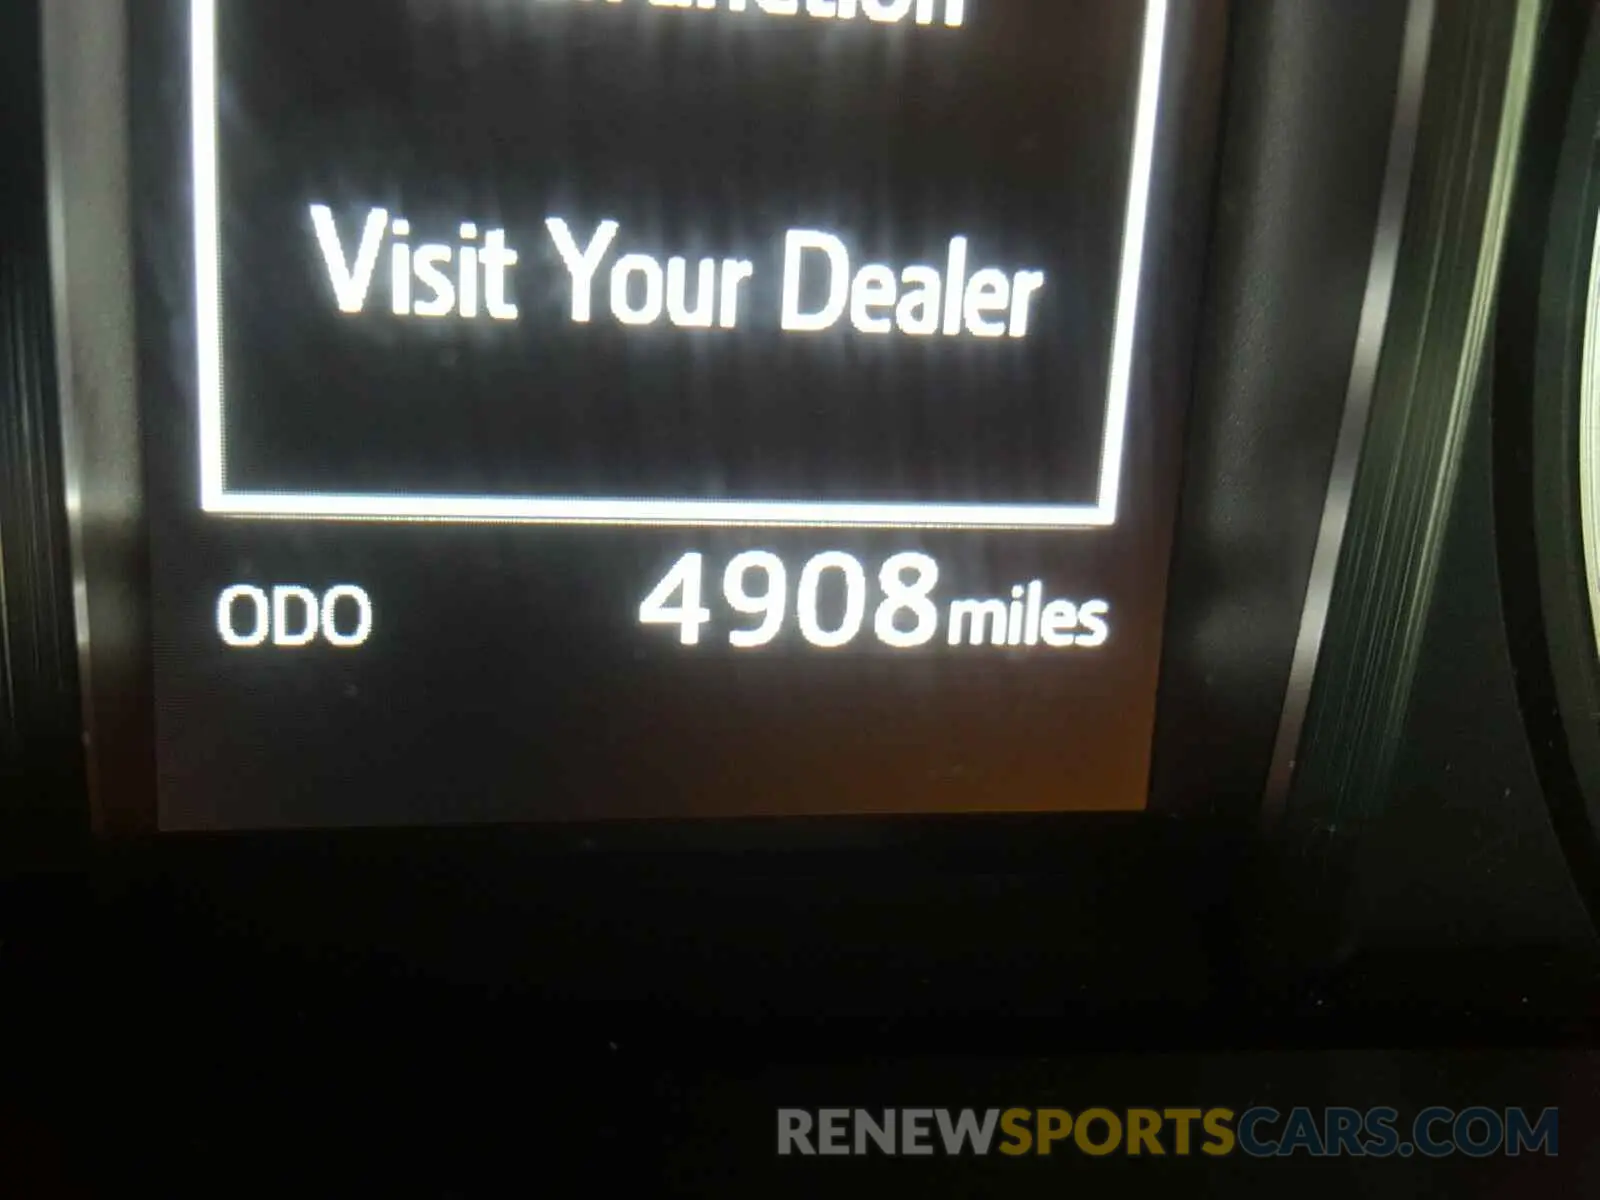 Visit Your Dealer
ODO 4908 miles
RENEWSPORTSCARS.COM